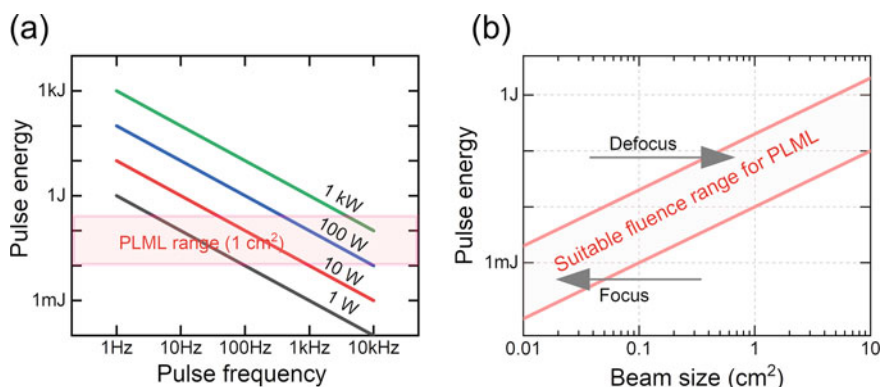 (a)
Pulse energy
1kJ
1J
1mJ
1 kW
100 W
10 W
1 W
PLML range (1 cm²)
1Hz 10Hz 100Hz 1kHz 10kHz
Pulse frequency
(b)
Pulse energy
1J
1mJ
Defocus
Suitable fluence range for PLML
Focus
0.01 0.1 1 10
Beam size (cm²)